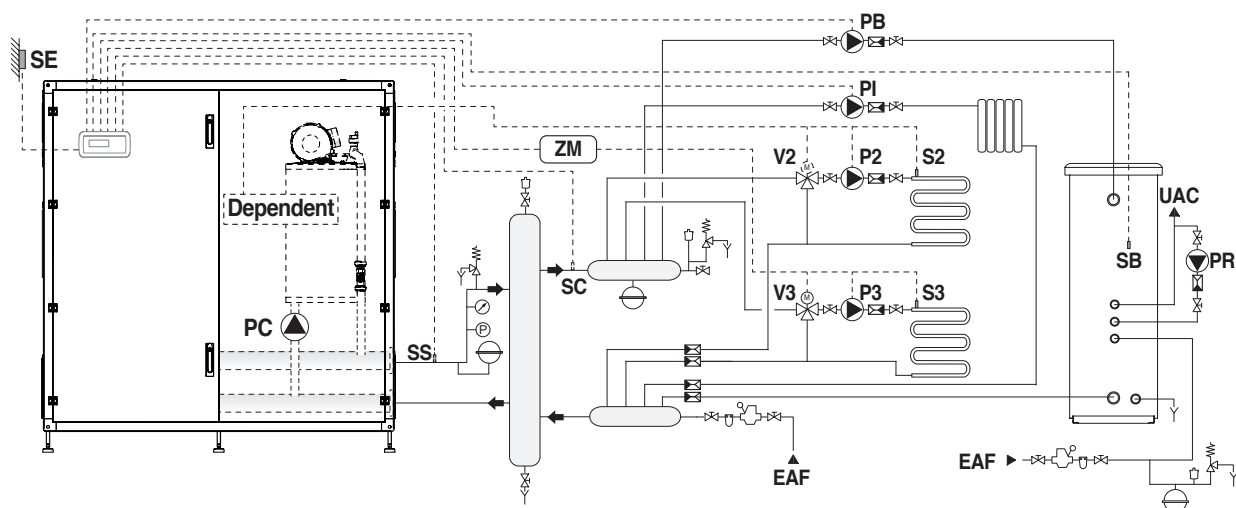 PB
SE
PI
ZM
V2
P2
S2
Dependent
UAC
SC
SB
PR
V3
P3
S3
PC
SS
P
M
M
EAF
EAF